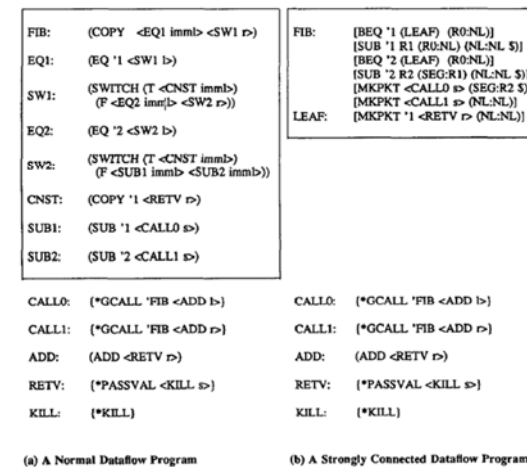 FIB: (COPY <EQ1 imml> <SW1 r>)
EQ1: (EQ '1 <SW1 l>)
SW1: (SWITCH (T <CNST imml>)
(F <EQ2 imml> <SW2 r>))
EQ2: (EQ '2 <SW2 l>)
SW2: (SWITCH (T <CNST imml>)
(F <SUB1 imml> <SUB2 imml>))
CNST: (COPY '1 <RETV r>)
SUB1: (SUB '1 <CALL0 s>)
SUB2: (SUB '2 <CALL1 s>)
CALL0: {*GCALL 'FIB <ADD l>}
CALL1: {*GCALL 'FIB <ADD r>}
ADD: (ADD <RETV r>)
RETV: {*PASSVAL <KILL s>}
KILL: {*KILL}
(a) A Normal Dataflow Program
FIB: [BEQ '1 (LEAF) (R0:NL)]
[SUB '1 R1 (R0:NL) (NL:NL $)]
[BEQ '2 (LEAF) (R0:NL)]
[SUB '2 R2 (SEG:R1) (NL:NL $)]
[MKPKT <CALL0 s> (SEG:R2 $)]
[MKPKT <CALL1 s> (NL:NL)]
LEAF: [MKPKT '1 <RETV r> (NL:NL)]
CALL0: {*GCALL 'FIB <ADD l>}
CALL1: {*GCALL 'FIB <ADD r>}
ADD: (ADD <RETV r>)
RETV: {*PASSVAL <KILL s>}
KILL: {*KILL}
(b) A Strongly Connected Dataflow Program